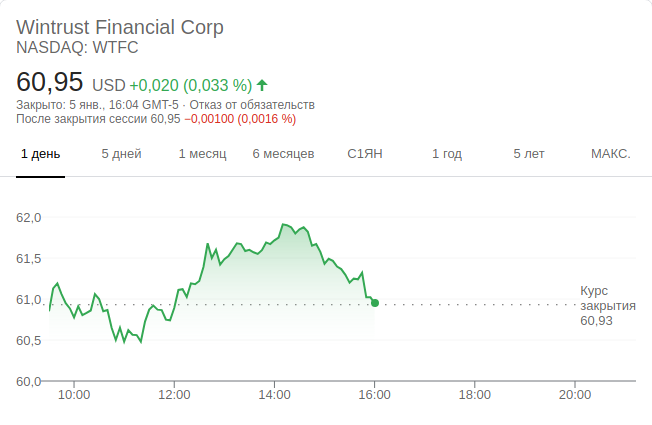 Wintrust Financial Corp
NASDAQ: WTFC
60,95 USD +0,020 (0,033 %)
Закрыто: 5 янв., 16:04 GMT-5 · Отказ от обязательств
После закрытия сессии 60,95 −0,00100 (0,0016 %)
1 день 5 дней 1 месяц 6 месяцев С1ЯН 1 год 5 лет МАКС.
62,0
61,5
61,0
60,5
60,0
Курс
закрытия
60,93
10:00 12:00 14:00 16:00 18:00 20:00